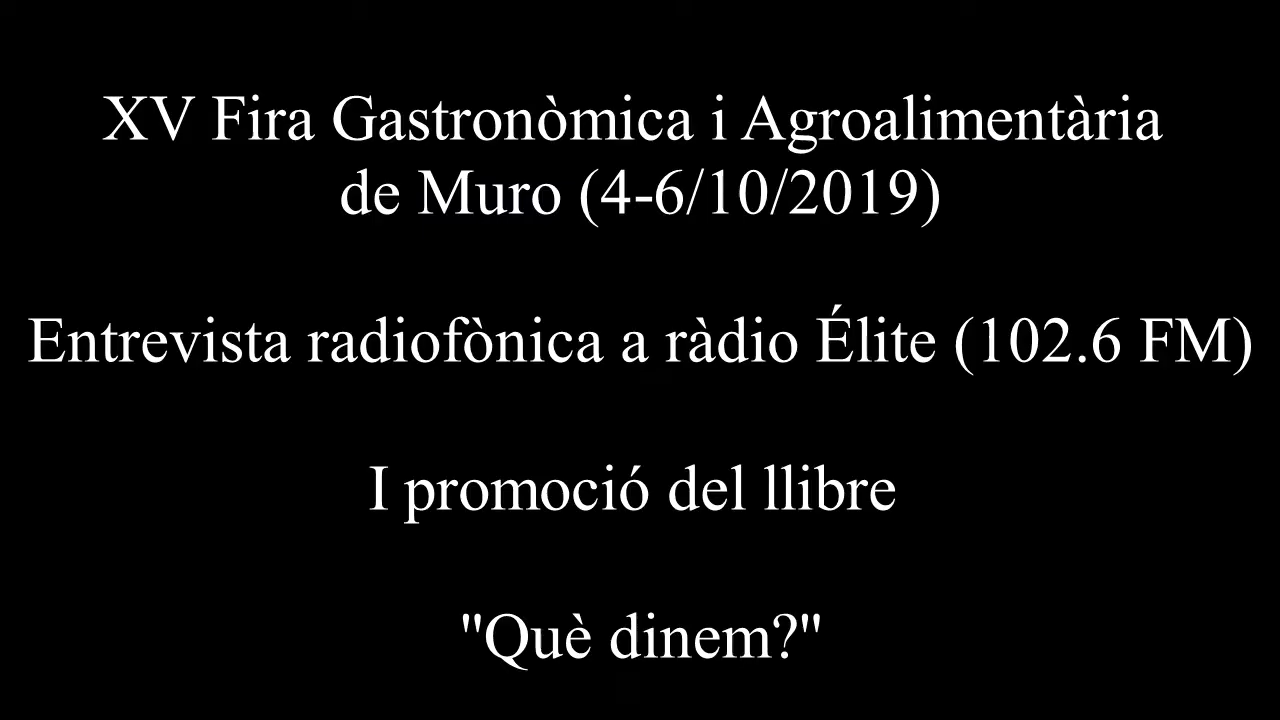 XV Fira Gastronòmica i Agroalimentària
de Muro (4-6/10/2019)
Entrevista radiofònica a ràdio Élite (102.6 FM)
I promoció del llibre
"Què dinem?"